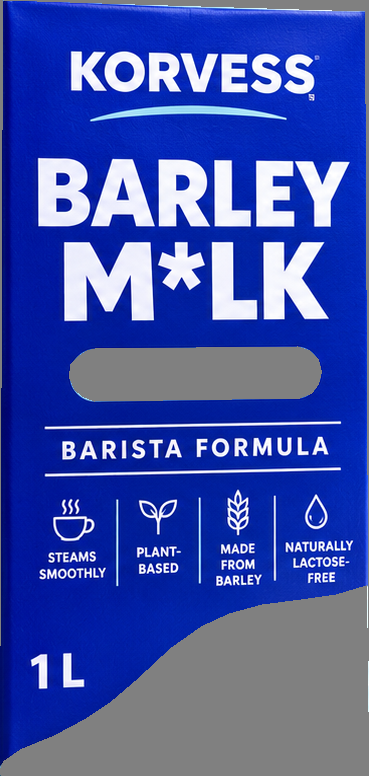 KORVESS
BARLEY
M*LK
BARISTA FORMULA
STEAMS
SMOOTHLY
PLANT-
BASED
MADE
FROM
BARLEY
NATURALLY
LACTOSE-
FREE
1 L